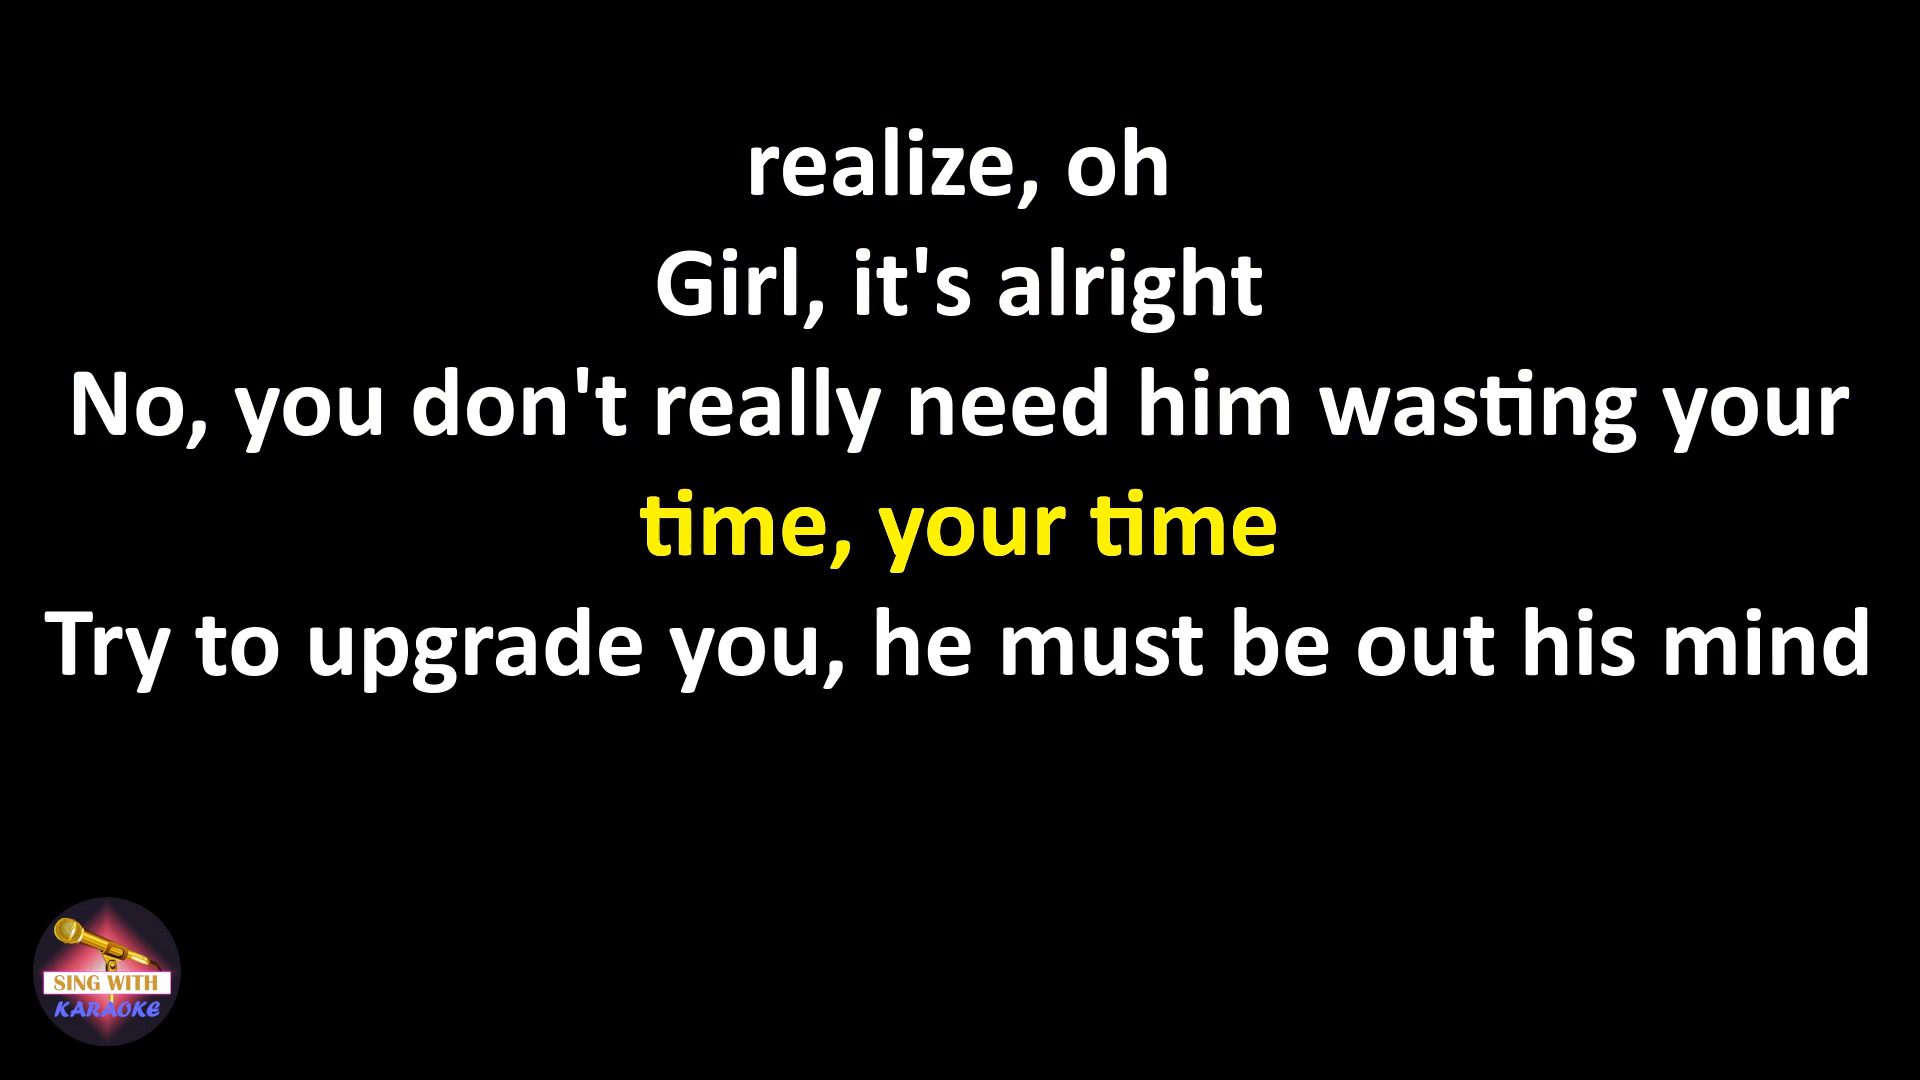 realize, oh
Girl, it's alright
No, you don't really need him wasting your
time, your time
Try to upgrade you, he must be out his mind
SING WITH
KARAOKE